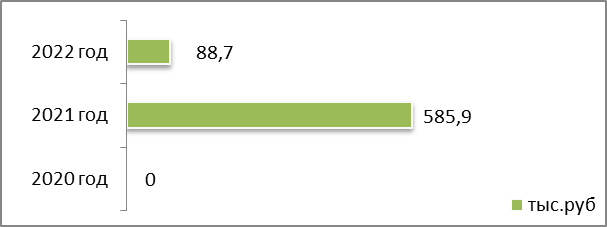 2022 год 88,7
2021 год 585,9
2020 год 0
тыс.руб